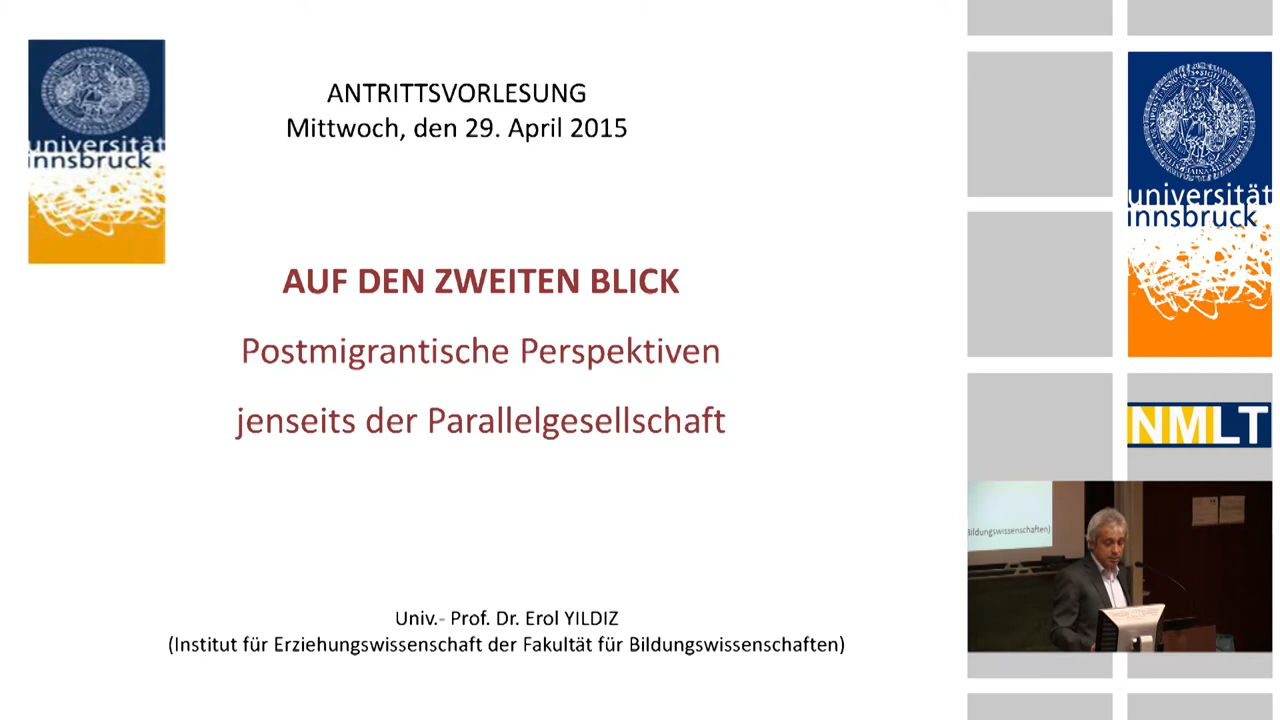 ANTRITTSVORLESUNG
Mittwoch, den 29. April 2015
universität
innsbruck
AUF DEN ZWEITEN BLICK
Postmigrantische Perspektiven
jenseits der Parallelgesellschaft
Univ.- Prof. Dr. Erol YILDIZ
(Institut für Erziehungswissenschaft der Fakultät für Bildungswissenschaften)
universität
innsbruck
NMLT
Bildungswissenschaften)